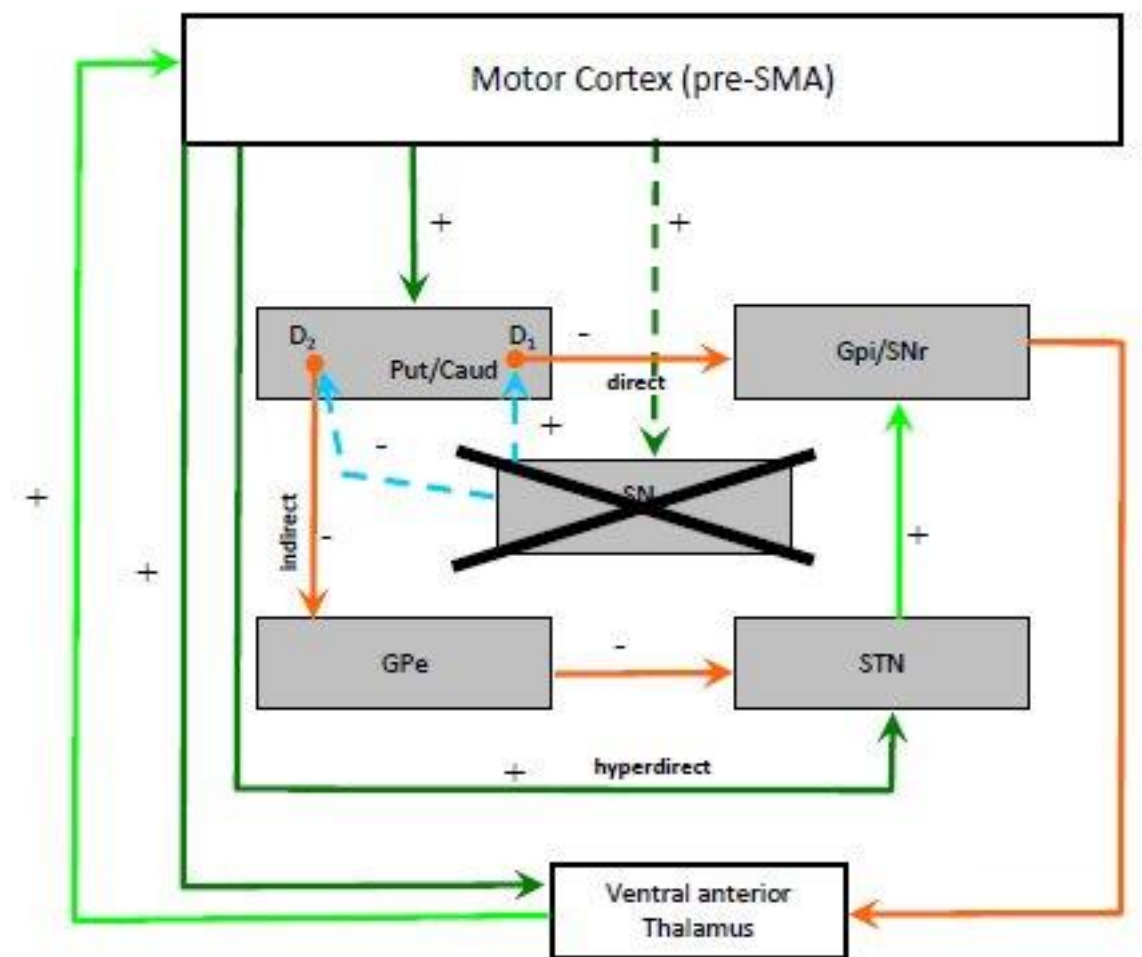 Motor Cortex (pre-SMA)
+
+
D₂
D₁
-
Put/Caud
direct
Gpi/SNr
-
+
SN
+
indirect
-
+
+
GPe
-
STN
+
hyperdirect
Ventral anterior
Thalamus